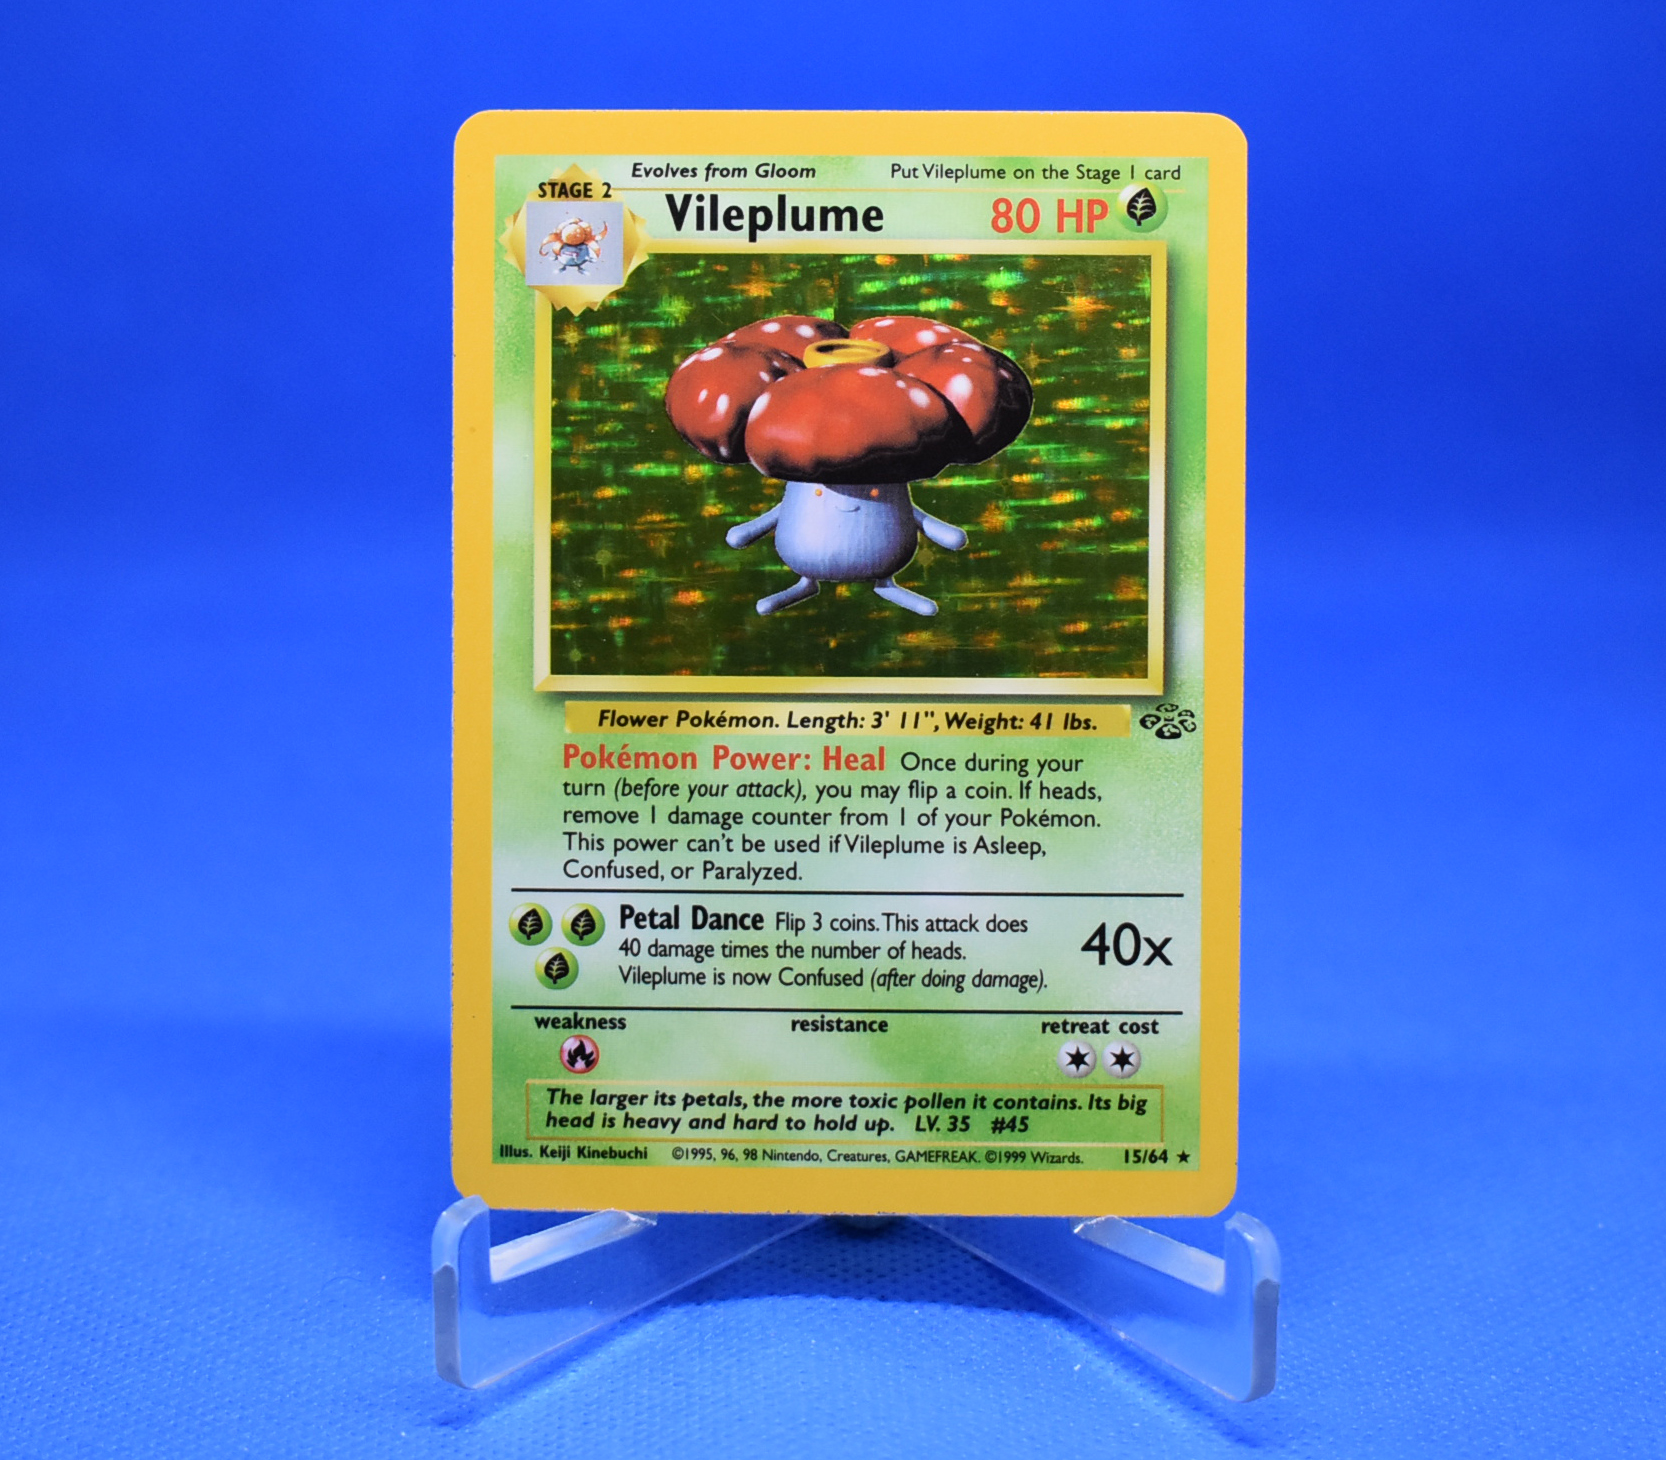 Evolves from Gloom Put Vileplume on the Stage 1 card
STAGE 2
Vileplume 80 HP
Flower Pokémon. Length: 3' 11", Weight: 41 lbs.
Pokémon Power: Heal Once during your
turn (before your attack), you may flip a coin. If heads,
remove 1 damage counter from 1 of your Pokémon.
This power can't be used if Vileplume is Asleep,
Confused, or Paralyzed.
Petal Dance Flip 3 coins. This attack does
40 damage times the number of heads.
Vileplume is now Confused (after doing damage).
40x
weakness resistance retreat cost
The larger its petals, the more toxic pollen it contains. Its big
head is heavy and hard to hold up. LV. 35 #45
Illus. Keiji Kinebuchi ©1995, 96, 98 Nintendo, Creatures, GAMEFREAK. ©1999 Wizards. 15/64 ★